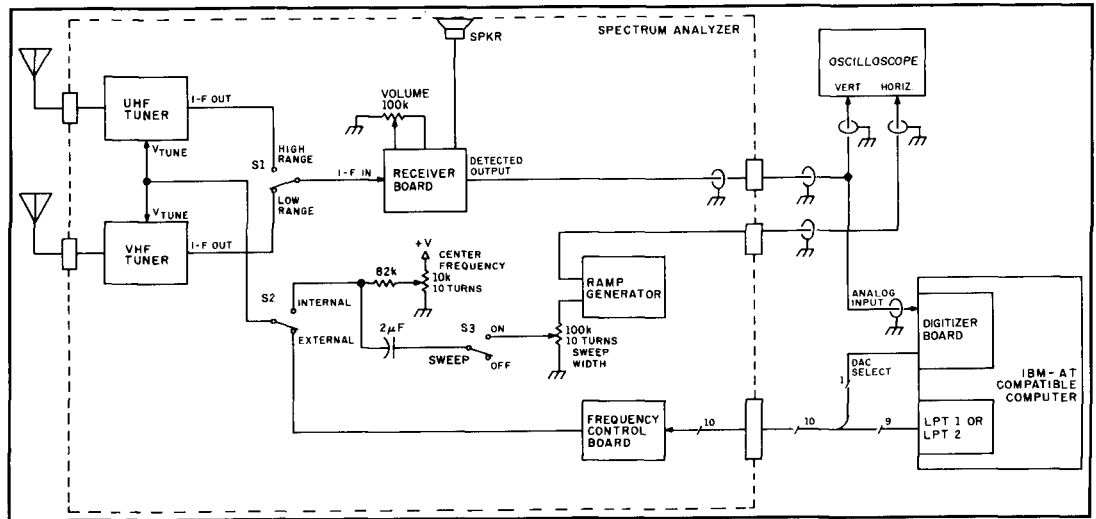 SPKR
SPECTRUM ANALYZER
OSCILLOSCOPE
VERT
HORIZ.
UHF
TUNER
I-F OUT
VOLUME
100k
VTUNE
S1
HIGH
RANGE
I-F IN
RECEIVER
BOARD
DETECTED
OUTPUT
LOW
RANGE
VTUNE
VHF
TUNER
I-F OUT
+V
CENTER
FREQUENCY
10k
10 TURNS
82k
RAMP
GENERATOR
S2
INTERNAL
EXTERNAL
2µF
S3
ON
OFF
SWEEP
100k
10 TURNS
SWEEP
WIDTH
ANALOG
INPUT
DIGITIZER
BOARD
DAC
SELECT
1
IBM-AT
COMPATIBLE
COMPUTER
FREQUENCY
CONTROL
BOARD
10
10
9
LPT 1 OR
LPT 2